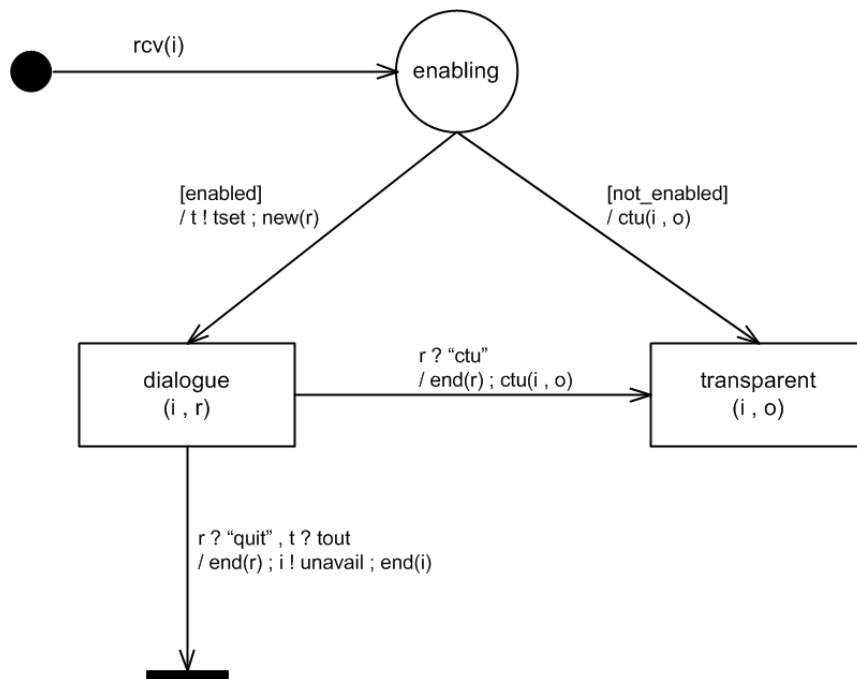 rcv(i)
enabling
[enabled]
/ t ! tset ; new(r)
[not_enabled]
/ ctu(i , o)
dialogue
(i , r)
r ? “ctu”
/ end(r) ; ctu(i , o)
transparent
(i , o)
r ? “quit” , t ? tout
/ end(r) ; i ! unavail ; end(i)